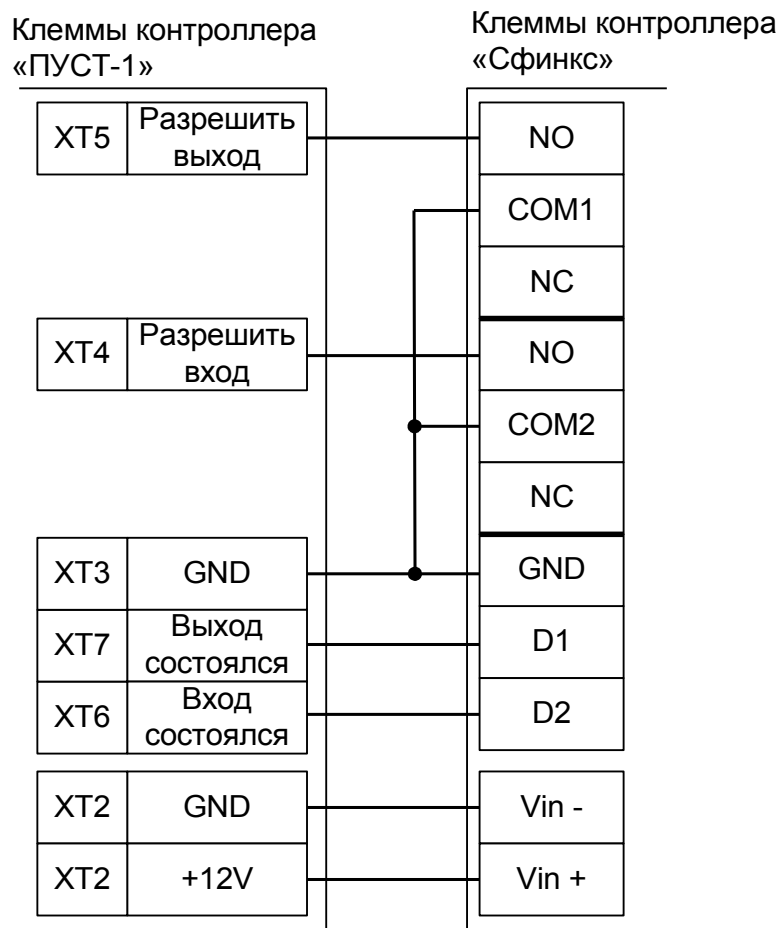 Клеммы контроллера
«ПУСТ-1»
Клеммы контроллера
«Сфинкс»
XT5
Разрешить
выход
NO
COM1
NC
XT4
Разрешить
вход
NO
COM2
NC
XT3
GND
GND
XT7
Выход
состоялся
D1
XT6
Вход
состоялся
D2
XT2
GND
Vin -
XT2
+12V
Vin +